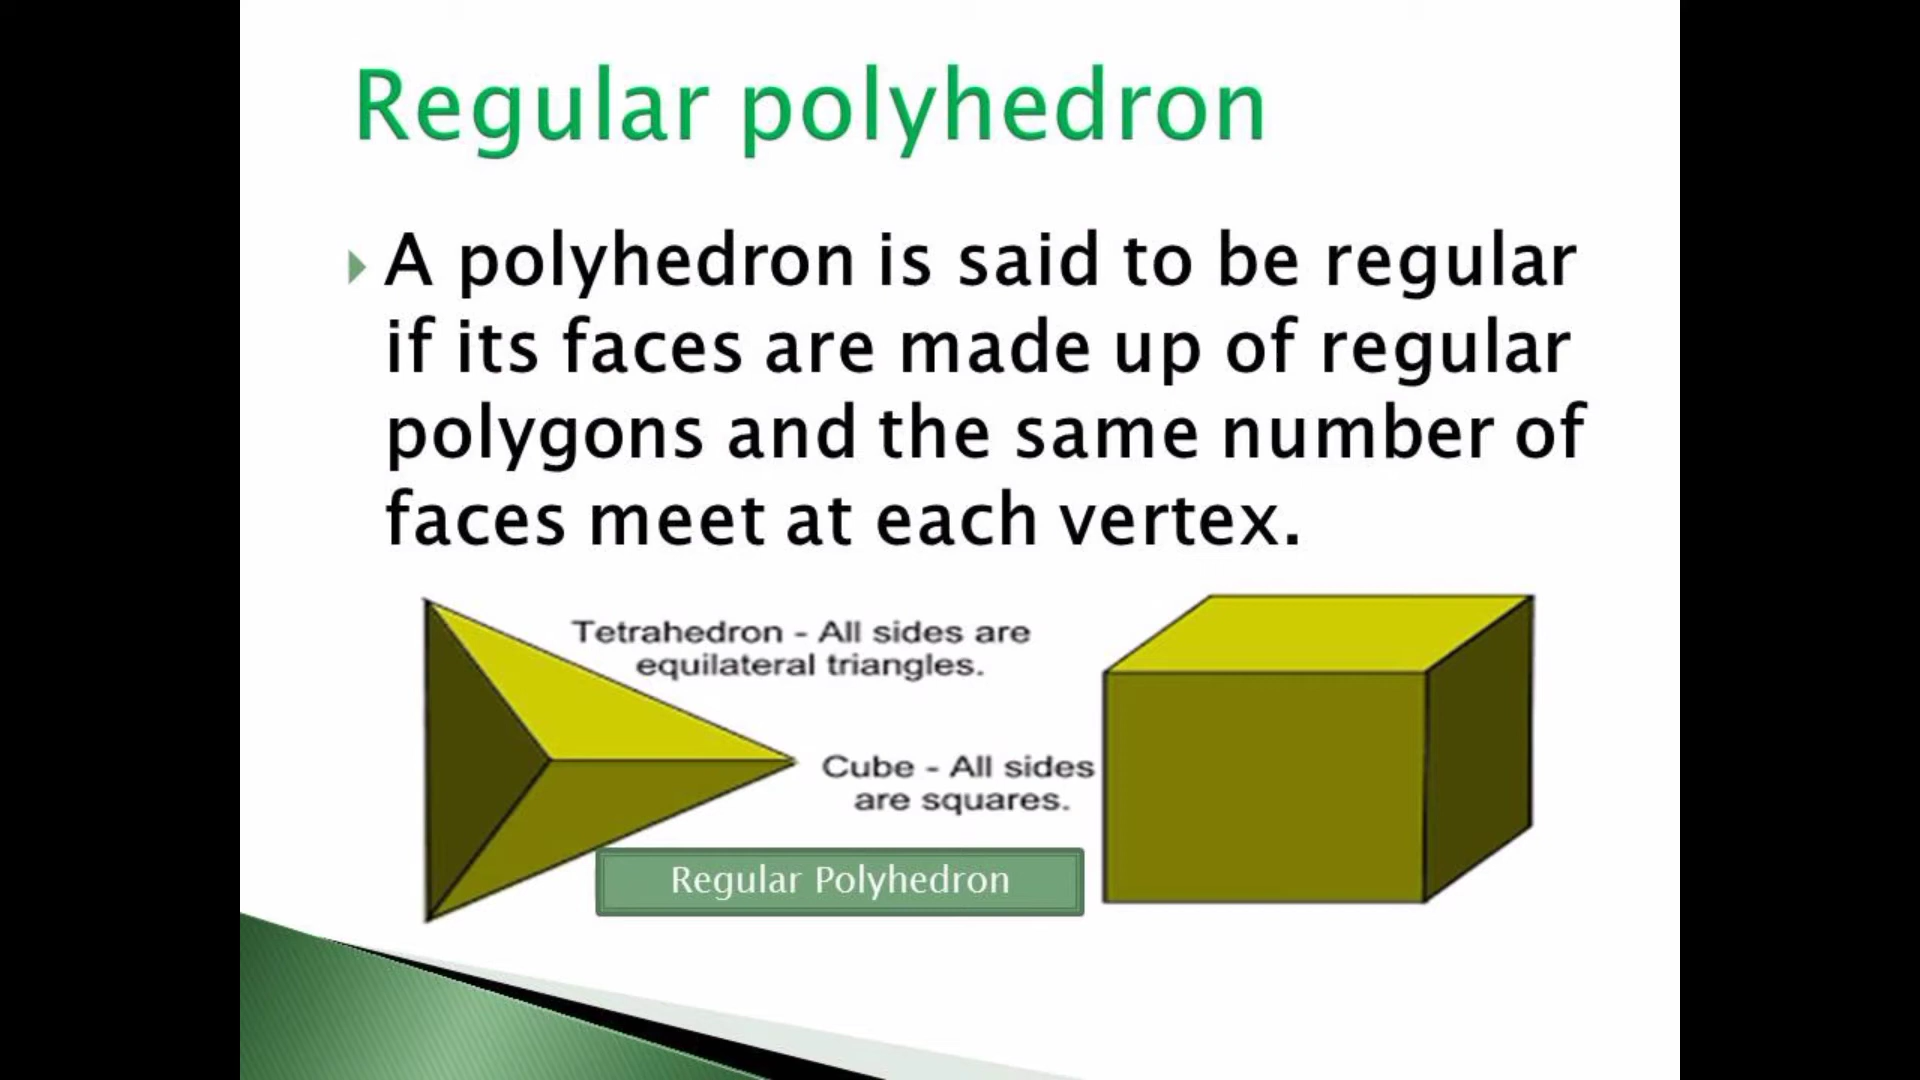 Regular polyhedron
A polyhedron is said to be regular
if its faces are made up of regular
polygons and the same number of
faces meet at each vertex.
Tetrahedron - All sides are
equilateral triangles.
Cube - All sides
are squares.
Regular Polyhedron